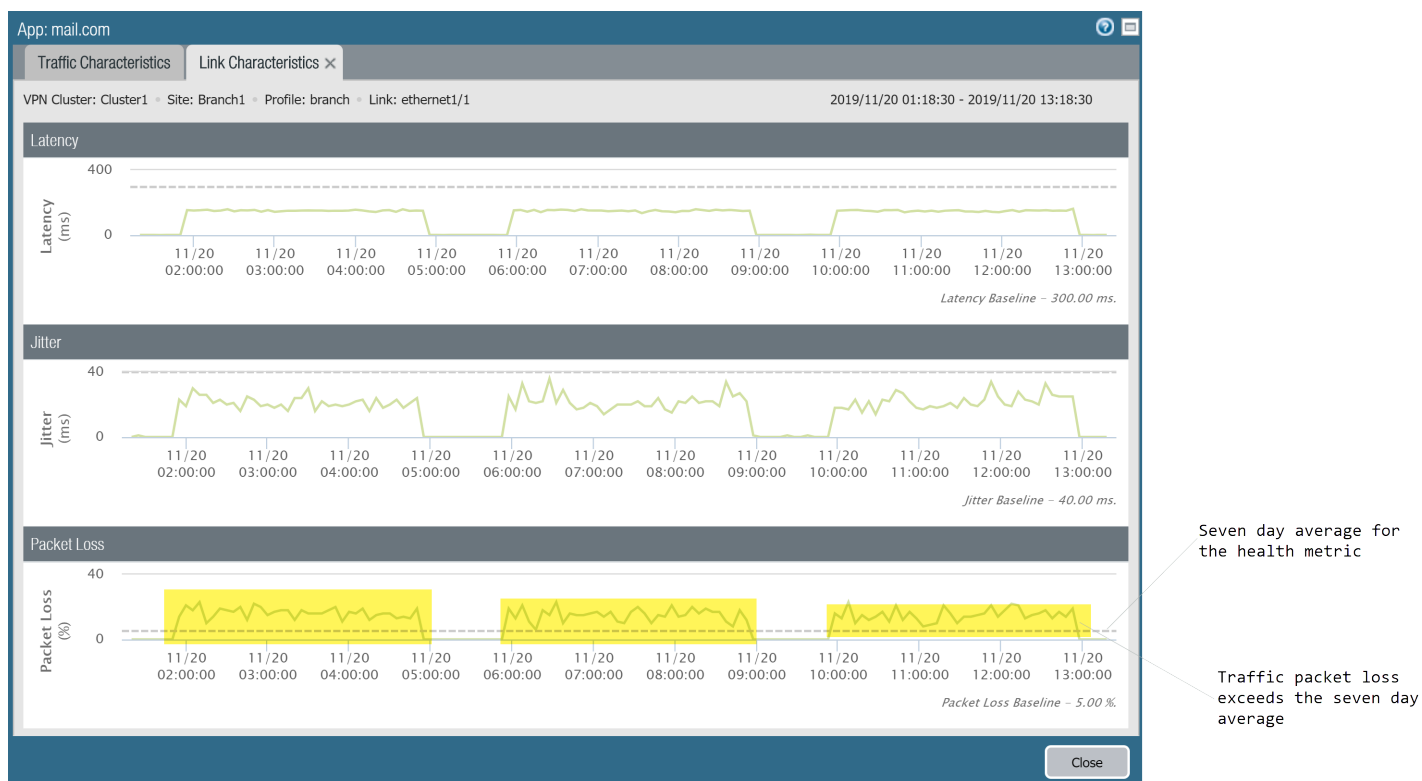 App: mail.com
Traffic Characteristics
Link Characteristics
VPN Cluster: Cluster1 Site: Branch1 Profile: branch Link: ethernet1/1
2019/11/20 01:18:30 - 2019/11/20 13:18:30
Latency
400
0
Latency
(ms)
11/20 11/20 11/20 11/20 11/20 11/20 11/20 11/20 11/20 11/20 11/20 11/20
02:00:00 03:00:00 04:00:00 05:00:00 06:00:00 07:00:00 08:00:00 09:00:00 10:00:00 11:00:00 12:00:00 13:00:00
Latency Baseline – 300.00 ms.
Jitter
40
0
Jitter
(ms)
11/20 11/20 11/20 11/20 11/20 11/20 11/20 11/20 11/20 11/20 11/20 11/20
02:00:00 03:00:00 04:00:00 05:00:00 06:00:00 07:00:00 08:00:00 09:00:00 10:00:00 11:00:00 12:00:00 13:00:00
Jitter Baseline – 40.00 ms.
Packet Loss
40
0
Packet Loss
(%)
11/20 11/20 11/20 11/20 11/20 11/20 11/20 11/20 11/20 11/20 11/20 11/20
02:00:00 03:00:00 04:00:00 05:00:00 06:00:00 07:00:00 08:00:00 09:00:00 10:00:00 11:00:00 12:00:00 13:00:00
Packet Loss Baseline – 5.00 %.
Seven day average for
the health metric
Traffic packet loss
exceeds the seven day
average
Close